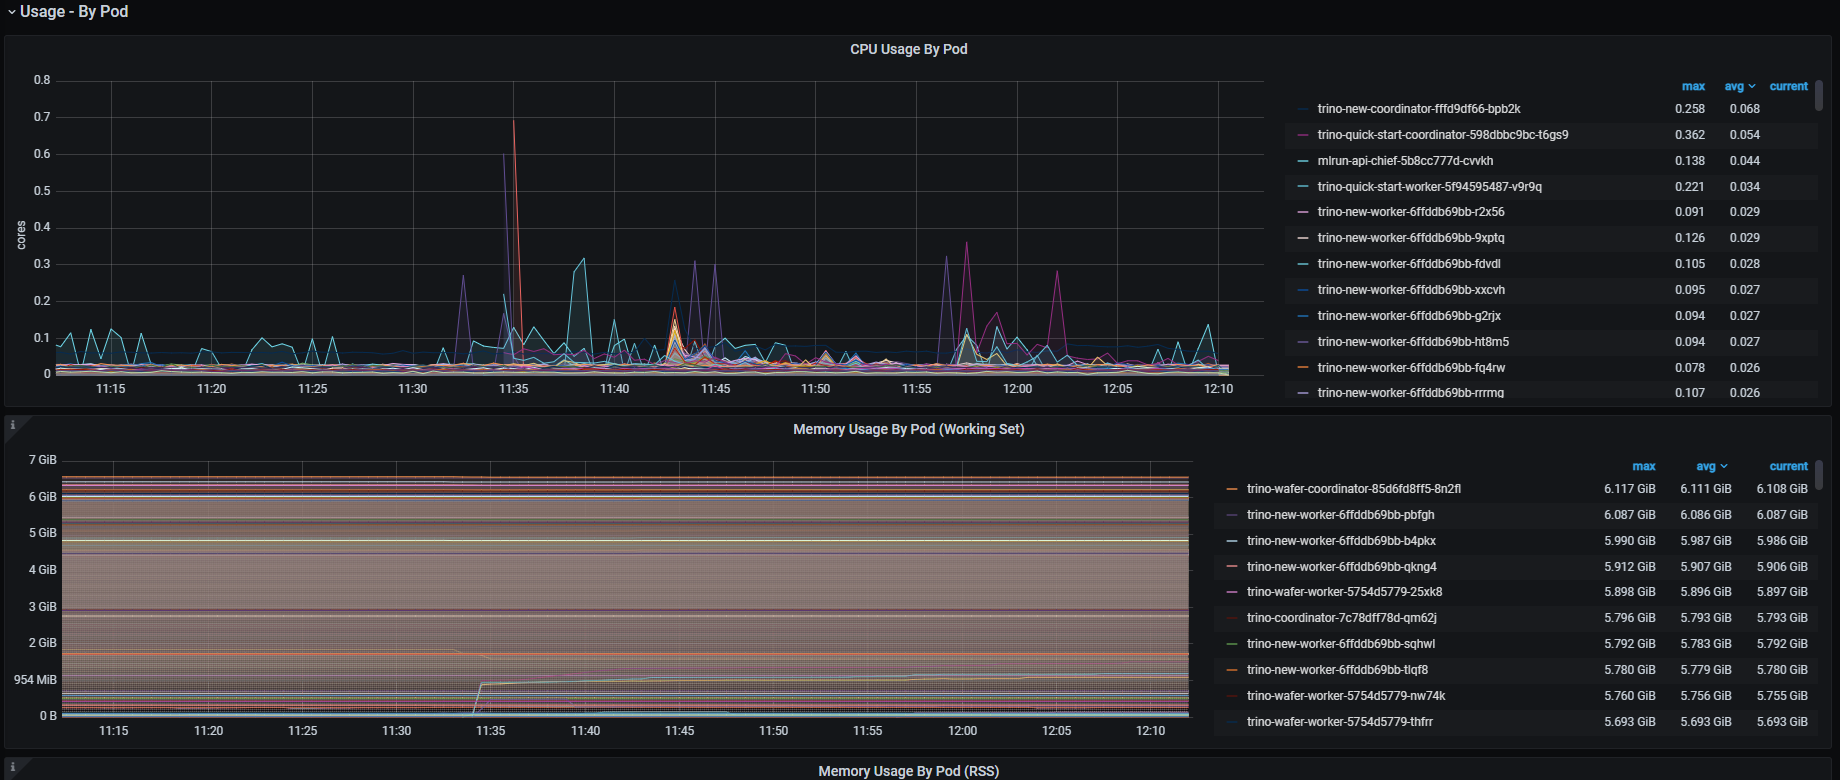 Usage - By Pod
CPU Usage By Pod
0.8
0.7
0.6
0.5
0.4
0.3
0.2
0.1
0
cores
11:15 11:20 11:25 11:30 11:35 11:40 11:45 11:50 11:55 12:00 12:05 12:10
max avg current
trino-new-coordinator-fffd9df66-bpb2k 0.258 0.068
trino-quick-start-coordinator-598dbbc9bc-t6gs9 0.362 0.054
mlrun-api-chief-5b8cc777d-cvvkh 0.138 0.044
trino-quick-start-worker-5f94595487-v9r9q 0.221 0.034
trino-new-worker-6ffddb69bb-r2x56 0.091 0.029
trino-new-worker-6ffddb69bb-9xptq 0.126 0.029
trino-new-worker-6ffddb69bb-fdvdl 0.105 0.028
trino-new-worker-6ffddb69bb-xxcvh 0.095 0.027
trino-new-worker-6ffddb69bb-g2rjx 0.094 0.027
trino-new-worker-6ffddb69bb-ht8m5 0.094 0.027
trino-new-worker-6ffddb69bb-fq4rw 0.078 0.026
trino-new-worker-6ffddb69bb-rrrmq 0.107 0.026
i
Memory Usage By Pod (Working Set)
7 GiB
6 GiB
5 GiB
4 GiB
3 GiB
2 GiB
954 MiB
0 B
11:15 11:20 11:25 11:30 11:35 11:40 11:45 11:50 11:55 12:00 12:05 12:10
max avg current
trino-wafer-coordinator-85d6fd8ff5-8n2fl 6.117 GiB 6.111 GiB 6.108 GiB
trino-new-worker-6ffddb69bb-pbfgh 6.087 GiB 6.086 GiB 6.087 GiB
trino-new-worker-6ffddb69bb-b4pkx 5.990 GiB 5.987 GiB 5.986 GiB
trino-new-worker-6ffddb69bb-qkng4 5.912 GiB 5.907 GiB 5.906 GiB
trino-wafer-worker-5754d5779-25xk8 5.898 GiB 5.896 GiB 5.897 GiB
trino-coordinator-7c78dff78d-qm62j 5.796 GiB 5.793 GiB 5.793 GiB
trino-new-worker-6ffddb69bb-sqhwl 5.792 GiB 5.783 GiB 5.792 GiB
trino-new-worker-6ffddb69bb-tlqf8 5.780 GiB 5.779 GiB 5.780 GiB
trino-wafer-worker-5754d5779-nw74k 5.760 GiB 5.756 GiB 5.755 GiB
trino-wafer-worker-5754d5779-thfrr 5.693 GiB 5.693 GiB 5.693 GiB
i
Memory Usage By Pod (RSS)